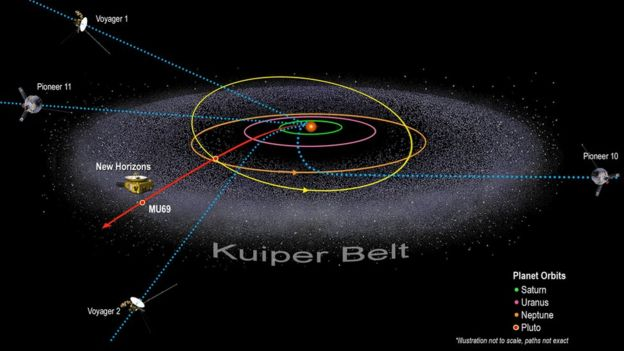 Voyager 1
Pioneer 11
Pioneer 10
New Horizons
MU69
Kuiper Belt
Voyager 2
Planet Orbits
Saturn
Uranus
Neptune
Pluto
*Illustration not to scale, paths not exact